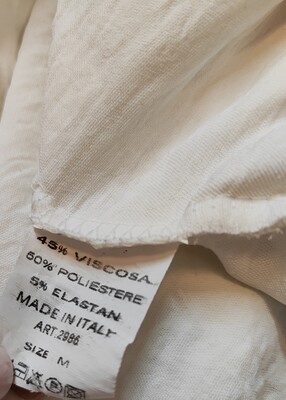 45% VISCOSA
50% POLIESTERE
5% ELASTAN
MADE IN ITALY
ART.2986
SIZE M